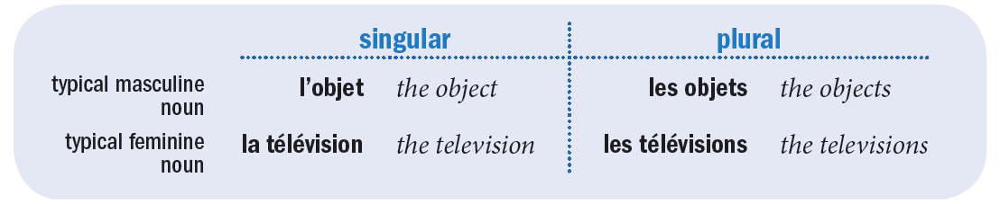 singular plural
typical masculine noun l'objet the object les objets the objects
typical feminine noun la télévision the television les télévisions the televisions